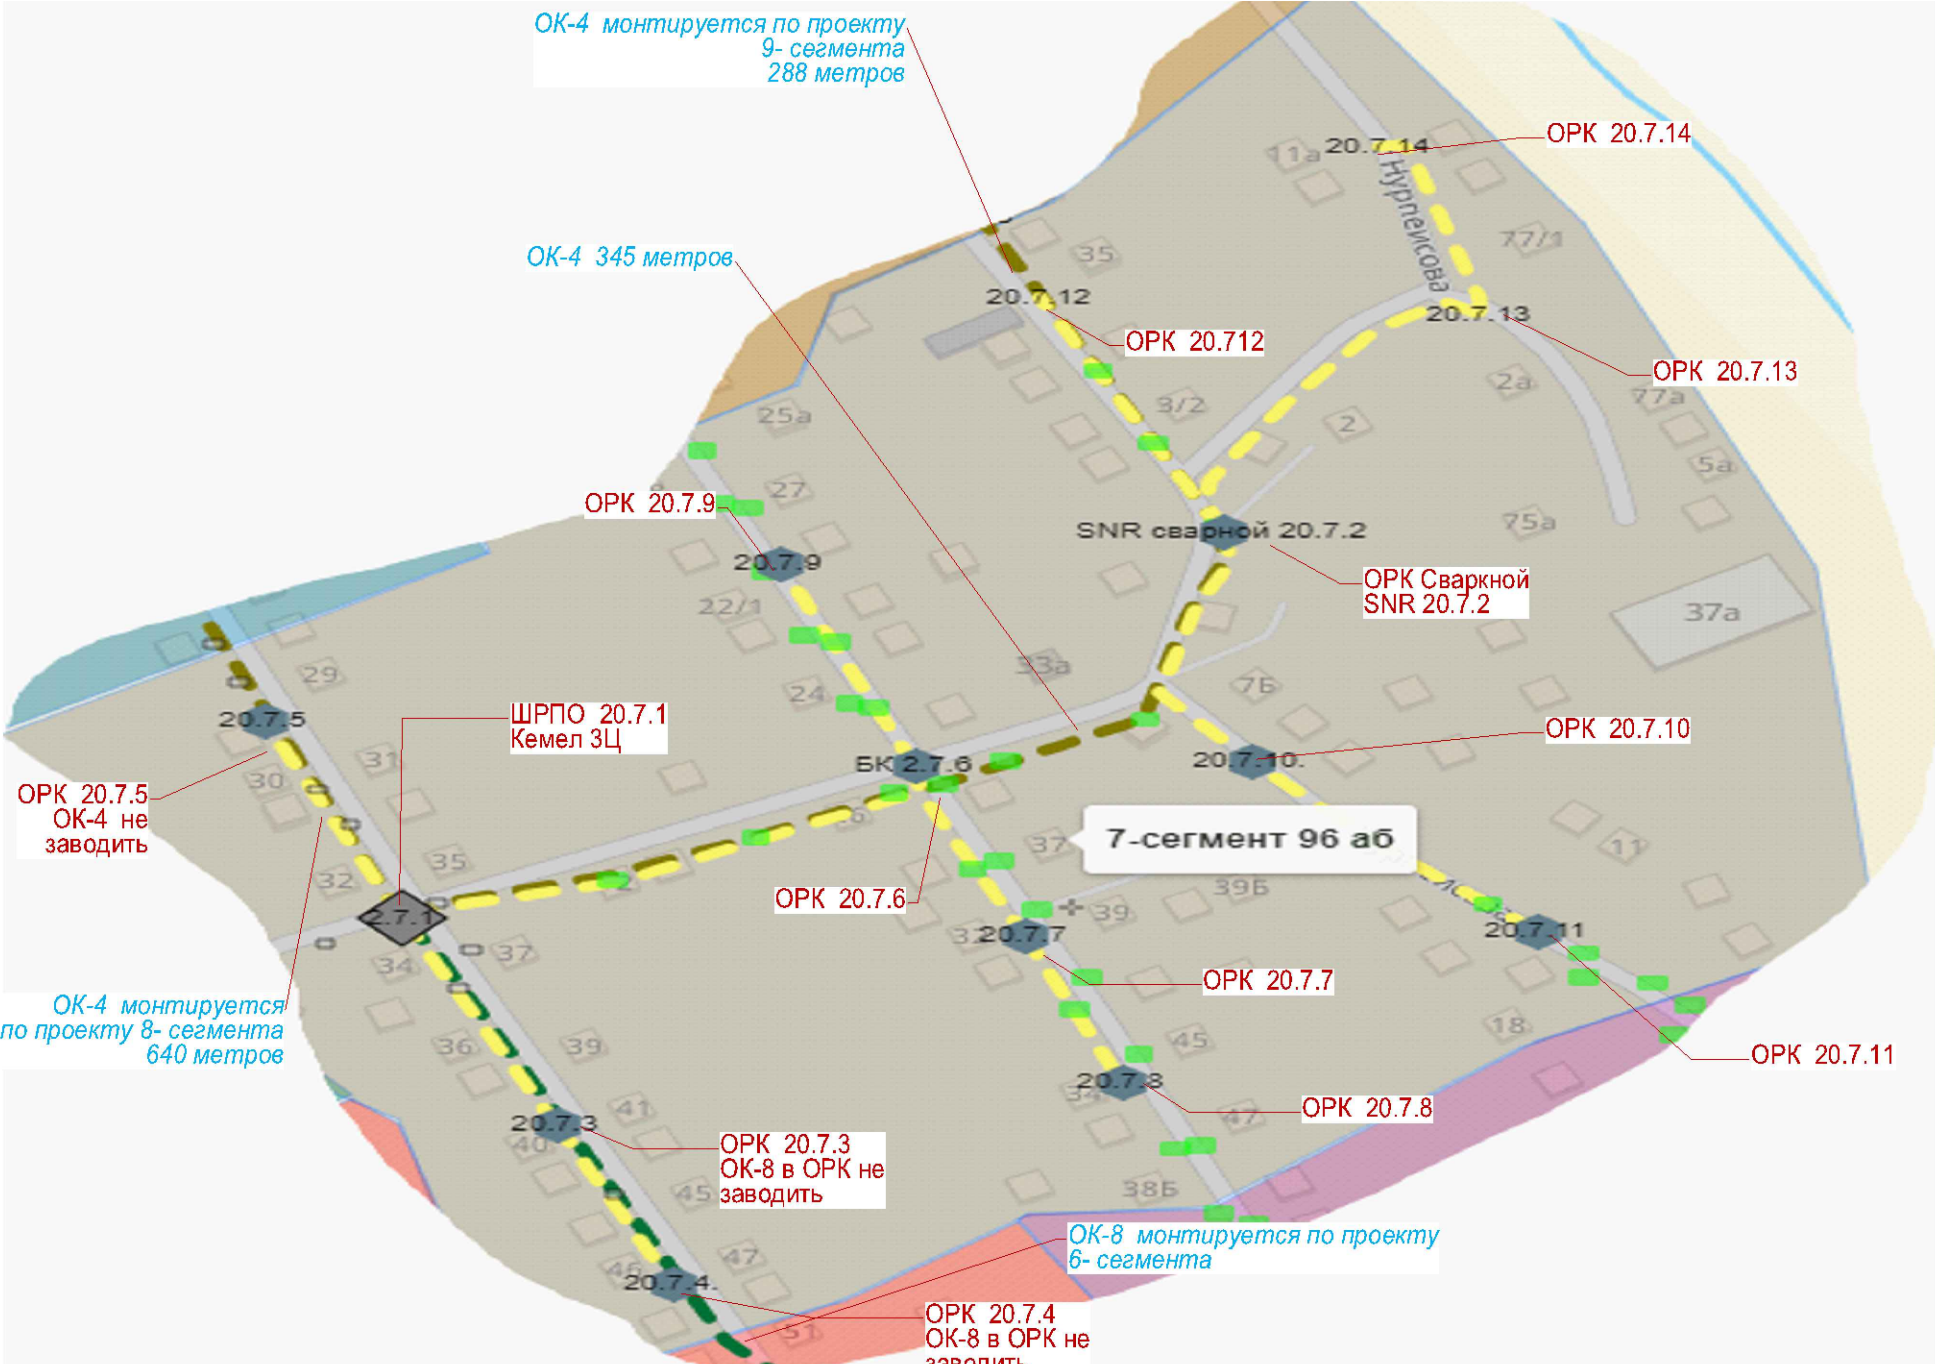 ОК-4 монтируется по проекту
9- сегмента
288 метров
ОРК 20.7.14
20.7.14
11а
Нурпеисова
77/1
ОК-4 345 метров
35
20.7.12
20.7.13
ОРК 20.712
ОРК 20.7.13
2а
77а
25а
3/2
2
5а
27
ОРК 20.7.9
75а
SNR сварной 20.7.2
20.7.9
ОРК Сваркной
SNR 20.7.2
22/1
37а
29
33а
24
7Б
20.7.5
ШРПО 20.7.1
Кемел 3Ц
ОРК 20.7.10
31
БК 2.7.6
20.7.10.
30
ОРК 20.7.5
ОК-4 не
заводить
37
7-сегмент 96 аб
11
35
32
39Б
ОРК 20.7.6
2.7.1
39
20.7.7
20.7.11
37
34
ОРК 20.7.7
ОК-4 монтируется
по проекту 8- сегмента
640 метров
18
36
39
45
ОРК 20.7.11
20.7.8
34
ОРК 20.7.8
41
47
20.7.3
40
ОРК 20.7.3
ОК-8 в ОРК не
заводить
45
38Б
ОК-8 монтируется по проекту
6- сегмента
47
46
20.7.4.
ОРК 20.7.4
ОК-8 в ОРК не
заводить
51